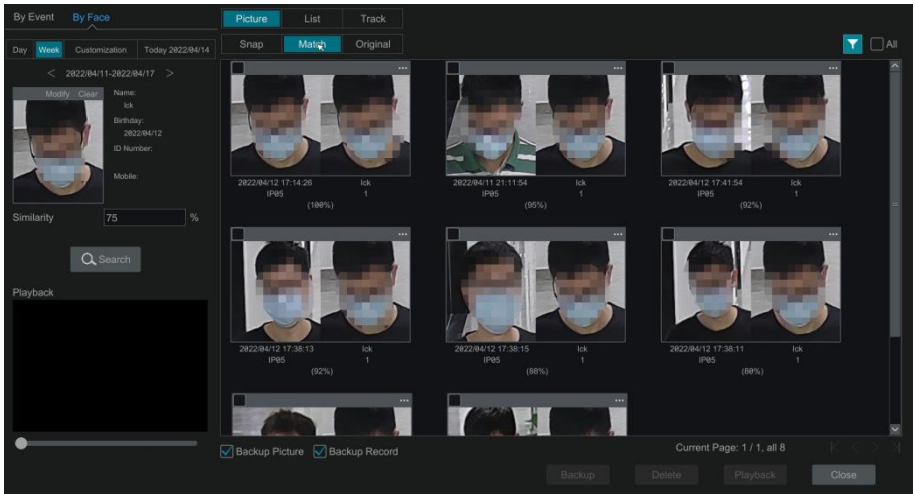 By Event By Face
Picture List Track
Day Week Customization Today 2022/04/14
Snap Match Original
All
< 2022/04/11-2022/04/17 >
Modify Clear
Name:
lck
Birthday:
2022/04/12
ID Number:
Mobile:
Similarity 75 %
Search
Playback
2022/04/12 17:14:26 lck
IP05 1
(100%)
2022/04/11 21:11:54 lck
IP05 1
(95%)
2022/04/12 17:41:54 lck
IP05 1
(92%)
2022/04/12 17:38:13 lck
IP05 1
(92%)
2022/04/12 17:38:15 lck
IP05 1
(88%)
2022/04/12 17:38:11 lck
IP05 1
(80%)
Backup Picture Backup Record
Current Page: 1 / 1, all 8
Backup Delete Playback Close